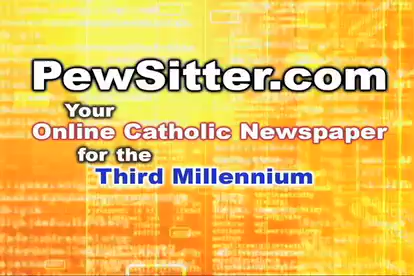 PewSitter.com
Your
Online Catholic Newspaper
for the
Third Millennium